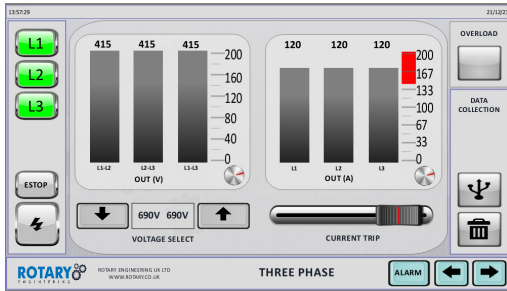 13:57:29
21/12/2
L1
L2
L3
ESTOP
415 415 415
200
160
120
80
40
0
L1-L2 L2-L3 L1-L3
OUT (V)
120 120 120
200
167
133
100
67
33
0
L1 L2 L3
OUT (A)
690V 690V
VOLTAGE SELECT
CURRENT TRIP
OVERLOAD
DATA
COLLECTION
ROTARY
ENGINEERING
ROTARY ENGINEERING UK LTD
WWW.ROTARY.CO.UK
THREE PHASE
ALARM